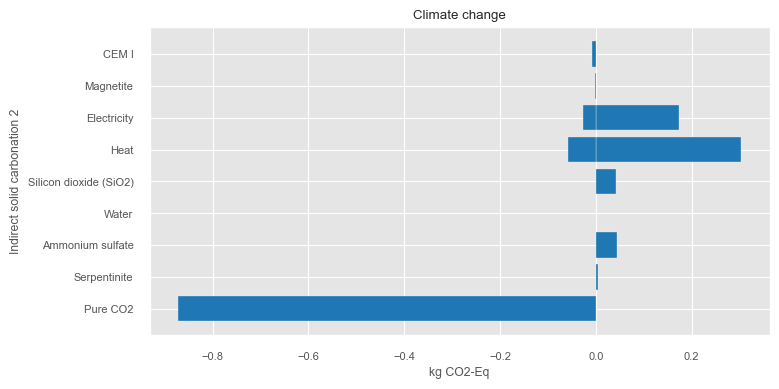 Climate change
CEM I
Magnetite
Electricity
Heat
Silicon dioxide (SiO2)
Water
Ammonium sulfate
Serpentinite
Pure CO2
Indirect solid carbonation 2
−0.8
−0.6
−0.4
−0.2
0.0
0.2
kg CO2-Eq